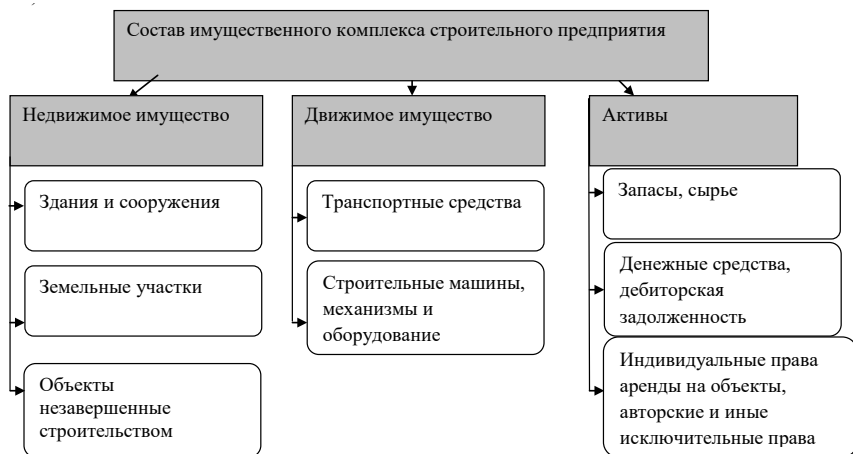 Состав имущественного комплекса строительного предприятия
Недвижимое имущество
Здания и сооружения
Земельные участки
Объекты
незавершенные
строительством
Движимое имущество
Транспортные средства
Строительные машины,
механизмы и
оборудование
Активы
Запасы, сырье
Денежные средства,
дебиторская
задолженность
Индивидуальные права
аренды на объекты,
авторские и иные
исключительные права